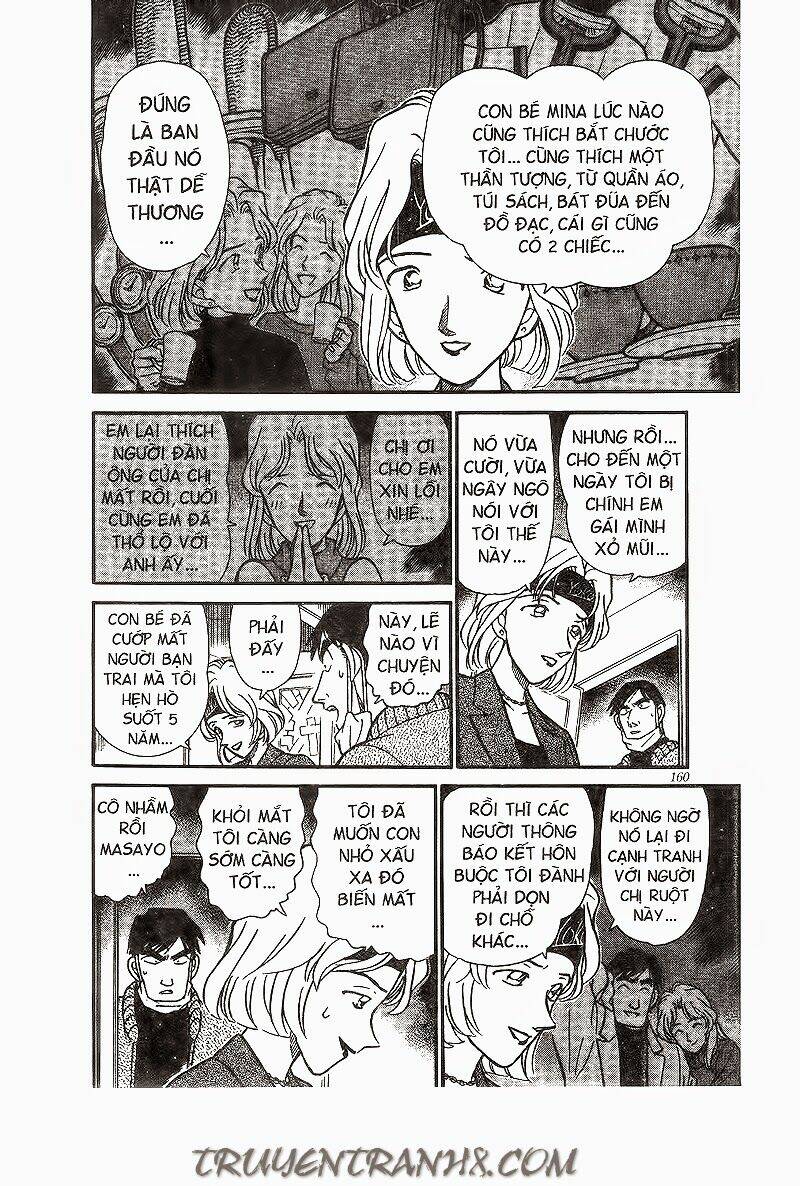 CON BÉ MINA LÚC NÀO
CŨNG THÍCH BẮT CHƯỚC
TÔI... CÙNG THÍCH MỘT
THẦN TƯỢNG, TỪ QUẦN ÁO,
TÚI SÁCH, BÁT ĐŨA ĐẾN
ĐỒ ĐẠC, CÁI GÌ CŨNG
CÓ 2 CHIẾC...
ĐÚNG
LÀ BAN
ĐẦU NÓ
THẬT DỄ
THƯƠNG
...
NHƯNG RỒI...
CHO ĐẾN MỘT
NGÀY TÔI BỊ
CHÍNH EM
GÁI MÌNH
XỎ MŨI...
NÓ VỪA
CƯỜI, VỪA
NGÂY NGÔ
NÓI VỚI
TÔI THẾ
NÀY...
CHỊ ƠI
CHO EM
XIN LỖI
NHÉ...
EM LẠI THÍCH
NGƯỜI ĐÀN
ÔNG CỦA CHỊ
MẤT RỒI, CUỐI
CÙNG EM ĐÃ
THỔ LỘ VỚI
ANH ẤY...
NÀY, LẼ
NÀO VÌ
CHUYỆN
ĐÓ...
PHẢI
ĐẤY
...
CON BÉ ĐÃ
CƯỚP MẤT
NGƯỜI BẠN
TRAI MÀ TÔI
HẸN HÒ
SUỐT 5
NĂM...
160
KHÔNG NGỜ
NÓ LẠI ĐI
CẠNH TRANH
VỚI NGƯỜI
CHỊ RUỘT
NÀY...
RỒI THÌ CÁC
NGƯỜI THÔNG
BÁO KẾT HÔN
BUỘC TÔI ĐÀNH
PHẢI DỌN
ĐI CHỖ
KHÁC...
TÔI ĐÃ
MUỐN CON
NHỎ XẤU
XA ĐÓ
BIẾN MẤT
...
KHỎI MẮT
TÔI CÀNG
SỚM CÀNG
TỐT...
CÔ NHẦM
RỒI
MASAYO
...
TRUYENTRANH8.COM